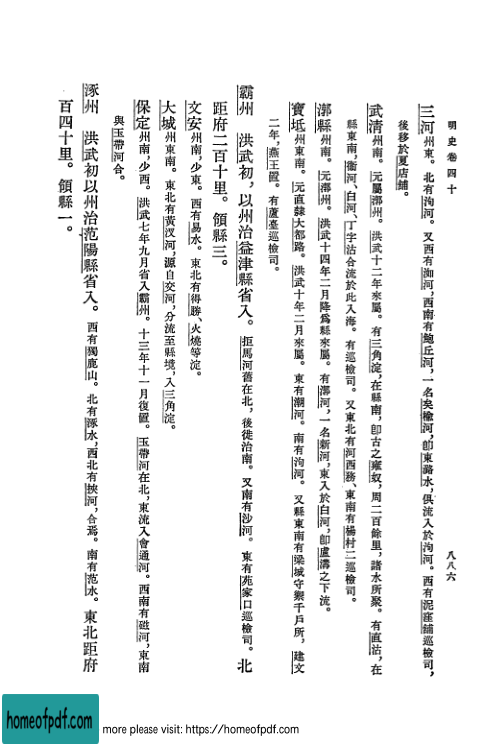 明史卷四十
八八六
三河州東。北有泃河。又西有洳河，西南有鮑丘河，一名矣榆河，卽東潞水，俱流入於泃河。西有泥窪鋪巡檢司，
後移於夏店鋪。
武清州南。元屬漷州。洪武十二年來屬。有三角淀，在縣南，卽古之雍奴，周二百餘里，諸水所聚。有直沽，在
縣東南，衞河、白河、丁字沽合流於此入海。有巡檢司。又東北有河西務、東南有楊村二巡檢司。
漷縣州南。元漷州。洪武十四年二月降爲縣來屬。有漷河，一名新河，東入於白河，卽盧溝之下流。
寶坻州東南。元直隸大都路。洪武十年二月來屬。東有潮河。南有泃河。又縣東南有梁城守禦千戶所，建文
二年，燕王置。有蘆臺巡檢司。
霸州　洪武初，以州治益津縣省入。拒馬河舊在北，後徙治南。又南有沙河。東有苑家口巡檢司。北
距府二百十里。領縣三。
文安州南，少東。西有易水。東北有得勝、火燒等淀。
大城州東南。東北有黃汊河，源自交河，分流至縣境，入三角淀。
保定州南，少西。洪武七年九月省入霸州。十三年十一月復置。玉帶河在北，東流入會通河。西南有磁河，東南
與玉帶河合。
涿州　洪武初以州治范陽縣省入。西有獨鹿山。北有涿水，西北有挾河，合焉。南有范水。東北距府
百四十里。領縣一。
homeofpdf.com
more please visit: https://homeofpdf.com